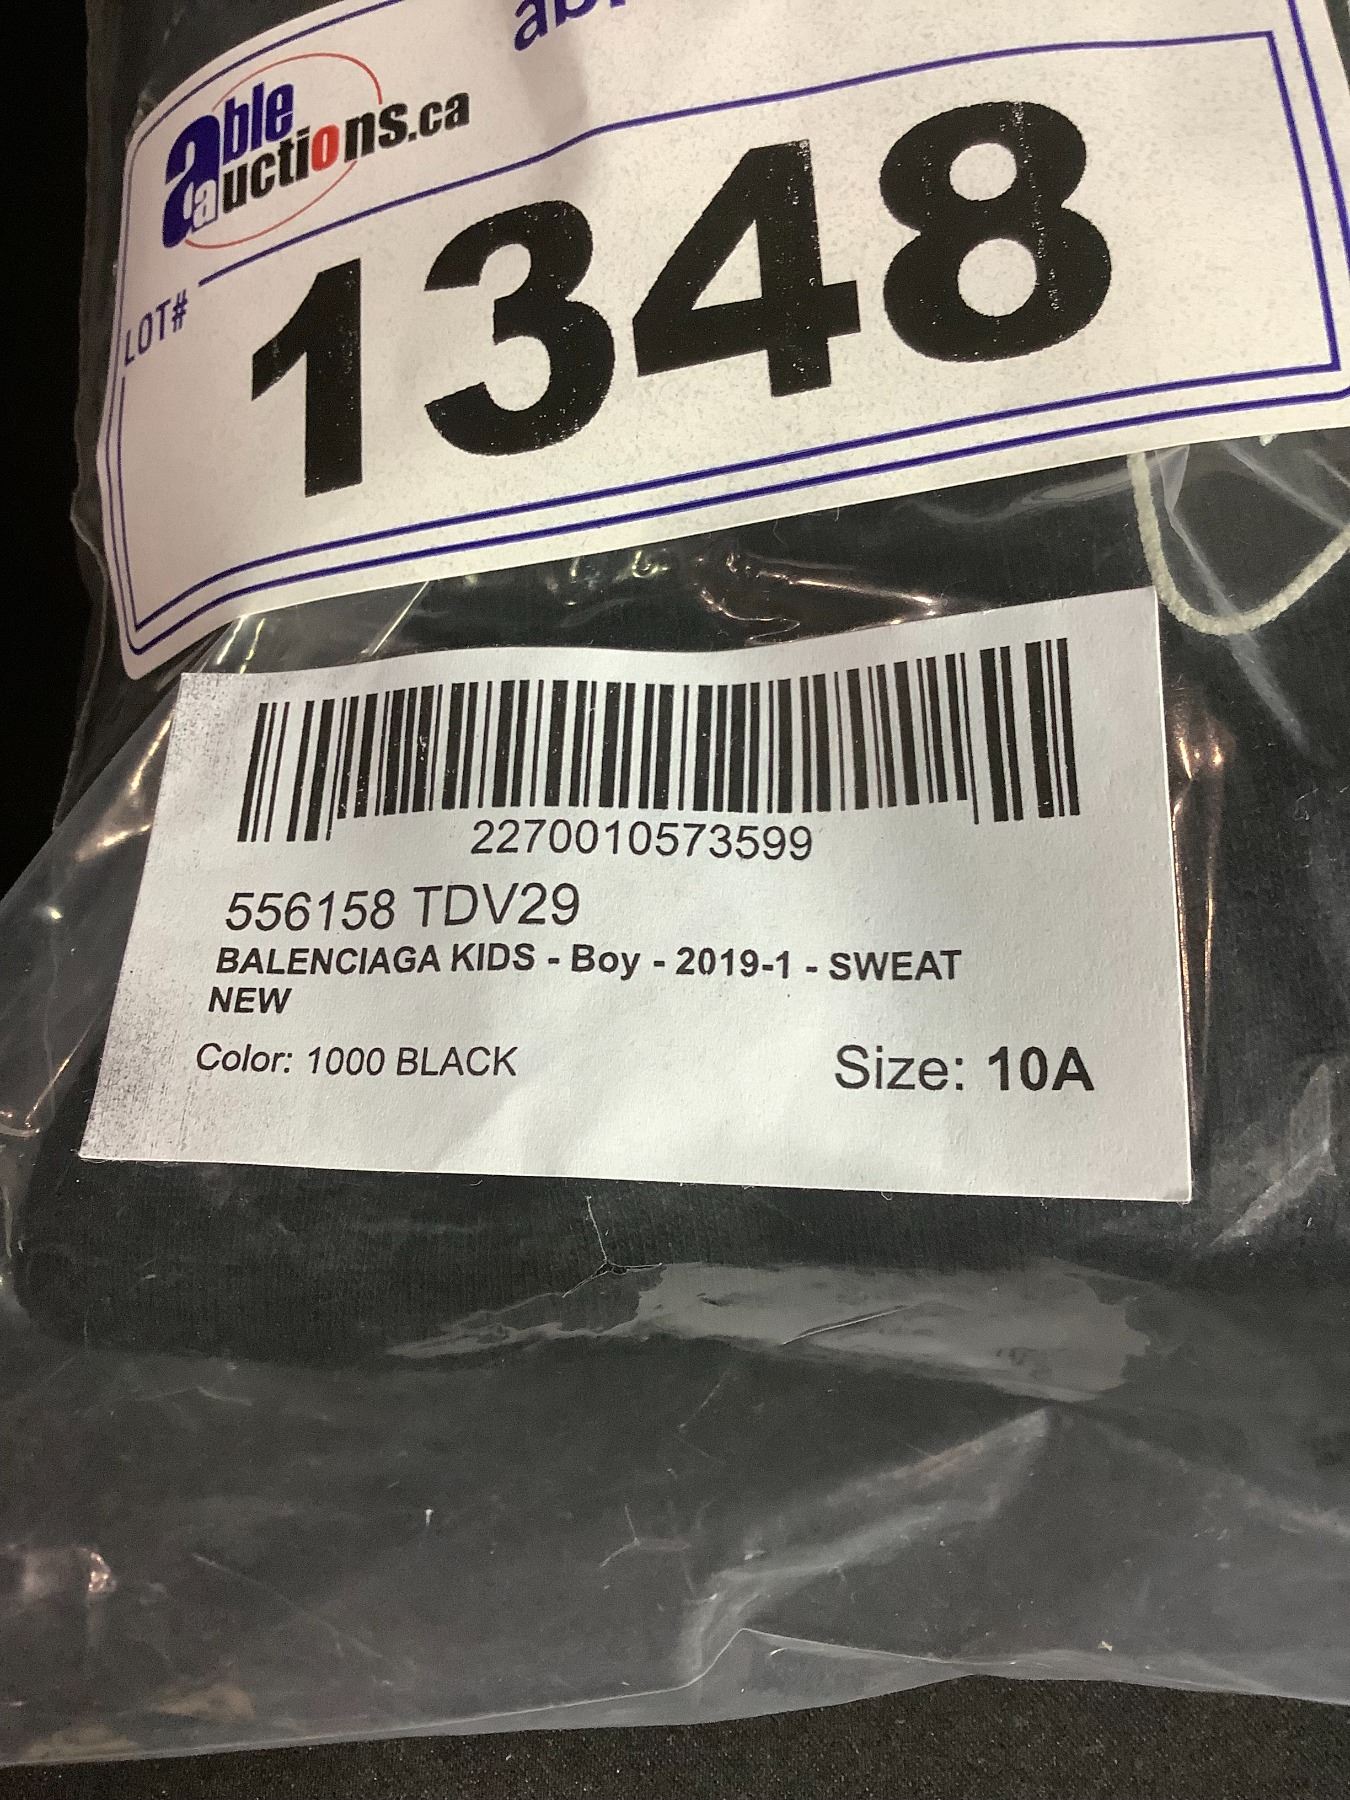 able
auctions.ca
LOT#
1348
2270010573599
556158 TDV29
BALENCIAGA KIDS - Boy - 2019-1 - SWEAT
NEW
Color: 1000 BLACK
Size: 10A